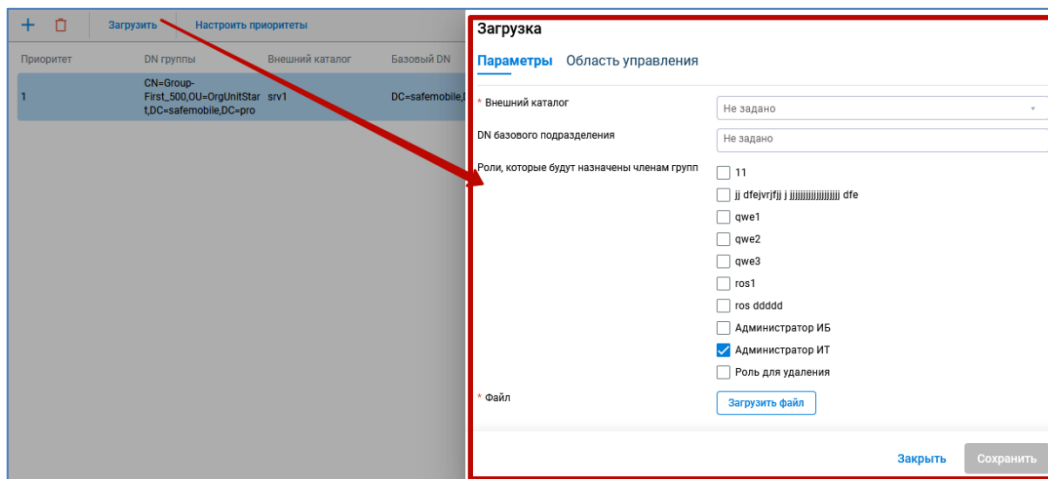 Загрузить Настроить приоритеты
Приоритет DN группы Внешний каталог Базовый DN
1 CN=Group-
First_500,OU=OrgUnitStar srv1 DC=safemobile,
t,DC=safemobile,DC=pro
Загрузка
Параметры Область управления
* Внешний каталог Не задано
DN базового подразделения Не задано
Роли, которые будут назначены членам групп
11
jj dfejvrjfjj j jjjjjjjjjjjjjjjjjjj dfe
qwe1
qwe2
qwe3
ros1
ros ddddd
Администратор ИБ
Администратор ИТ
Роль для удаления
* Файл Загрузить файл
Закрыть Сохранить